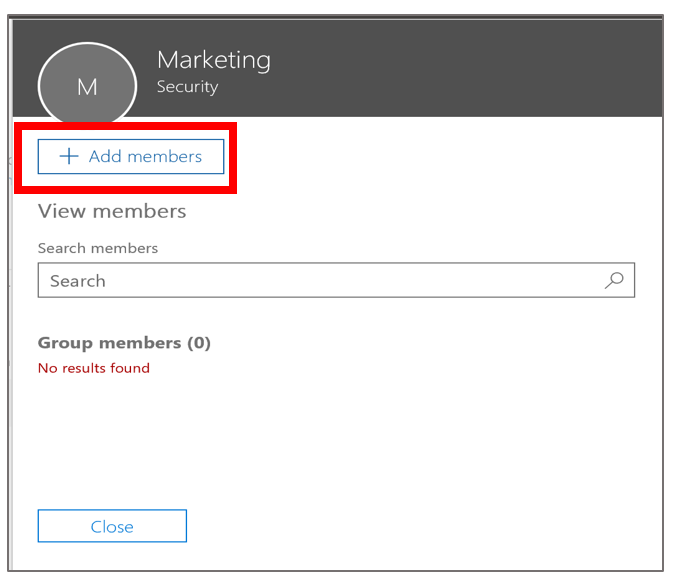 Marketing
M
Security
+ Add members
View members
Search members
Search
Group members (0)
No results found
Close